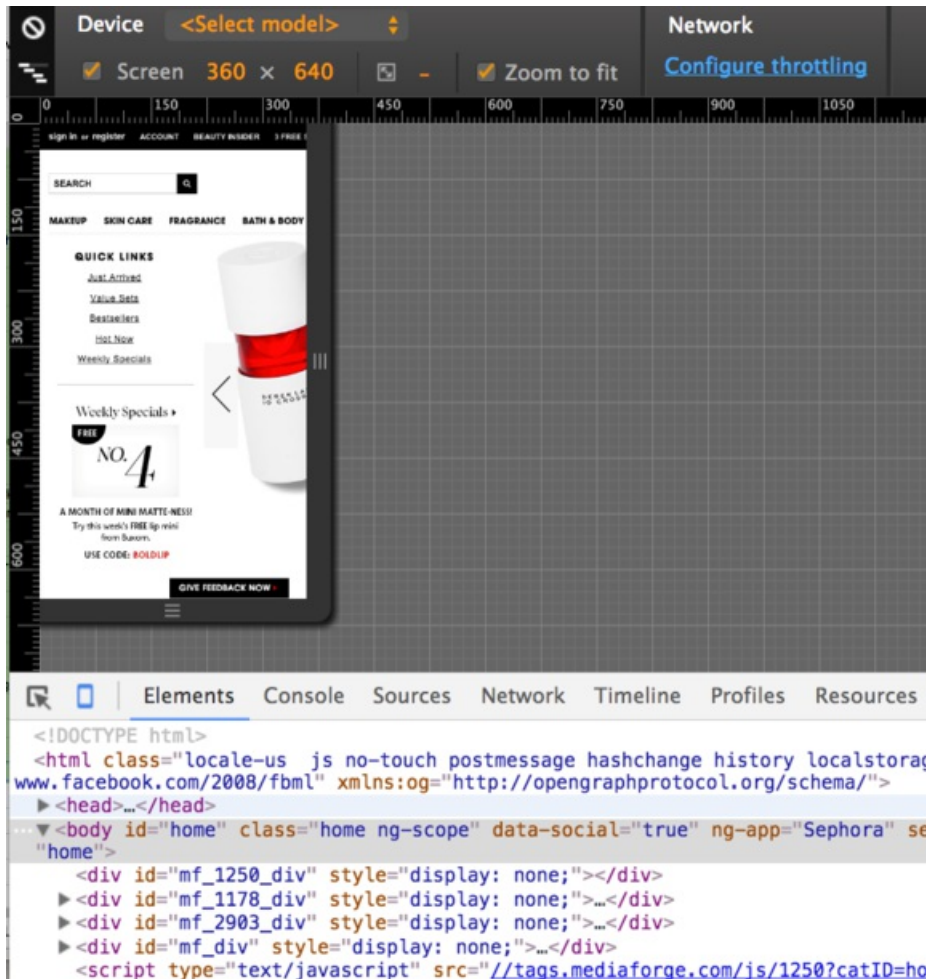 Device <Select model> Network
Screen 360 × 640 Zoom to fit Configure throttling
0 150 300 450 600 750 900 1050
0
150
300
450
600
sign in or register ACCOUNT BEAUTY INSIDER 3 FREE
SEARCH
MAKEUP SKIN CARE FRAGRANCE BATH & BODY
QUICK LINKS
Just Arrived
Value Sets
Bestsellers
Hot Now
Weekly Specials
Weekly Specials
FREE
NO. 4
A MONTH OF MINI MATTE-NESS!
Try this week's FREE lip mini
from Buxom.
USE CODE: BOLDLIP
GIVE FEEDBACK NOW
Elements Console Sources Network Timeline Profiles Resources
<!DOCTYPE html>
<html class="locale-us js no-touch postmessage hashchange history localstorag
www.facebook.com/2008/fbml" xmlns:og="http://opengraphprotocol.org/schema/">
<head>…</head>
<body id="home" class="home ng-scope" data-social="true" ng-app="Sephora" se
"home">
<div id="mf_1250_div" style="display: none;"></div>
<div id="mf_1178_div" style="display: none;">…</div>
<div id="mf_2903_div" style="display: none;">…</div>
<div id="mf_div" style="display: none;">…</div>
<script type="text/javascript" src="//tags.mediaforge.com/js/1250?catID=ho